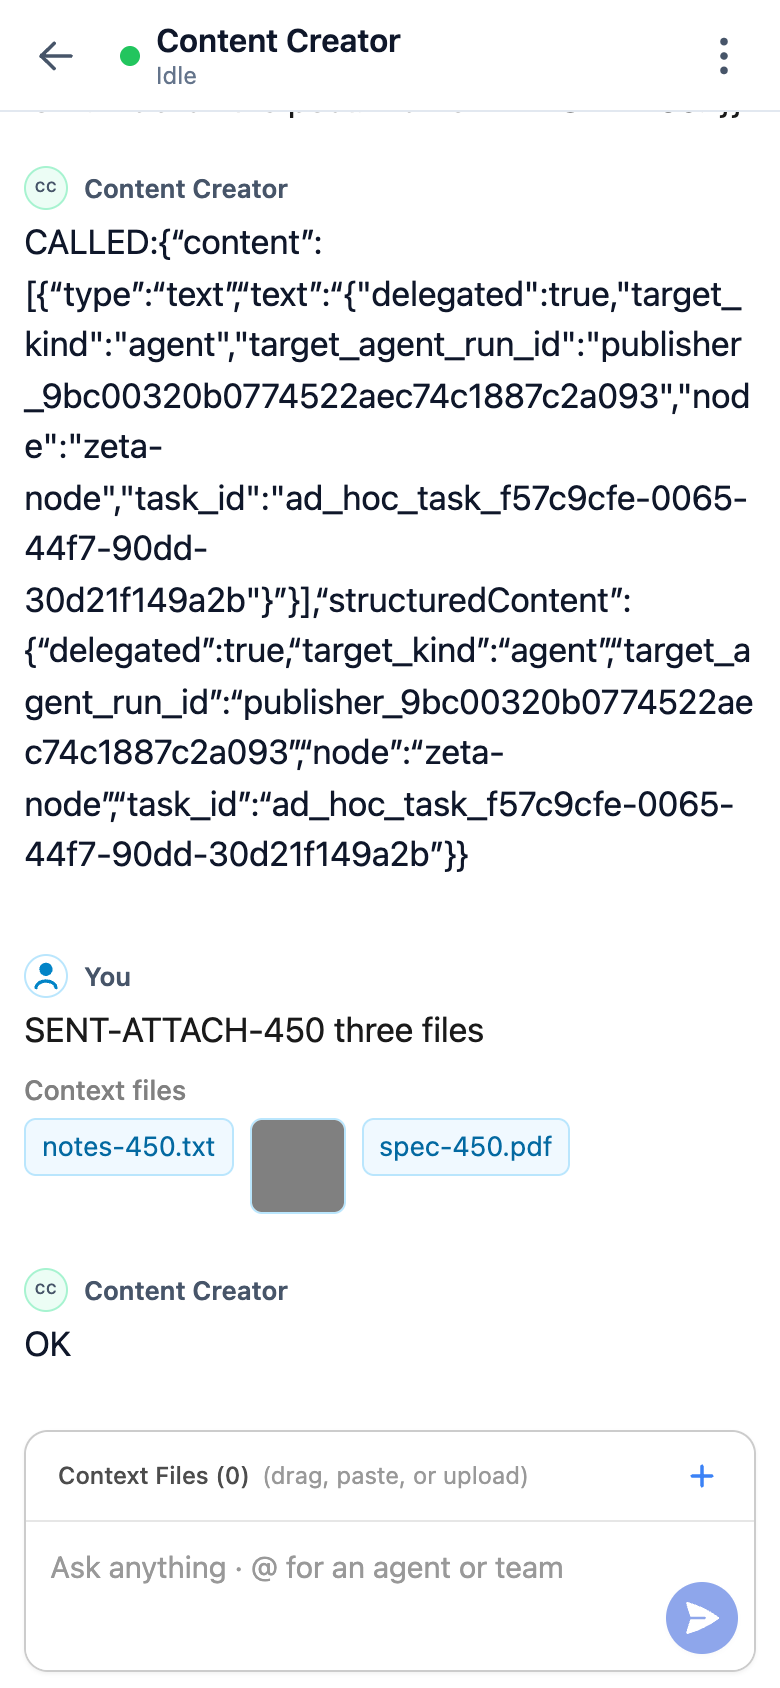 Content Creator
Idle
CC Content Creator
CALLED:{“content”:
[{“type”:“text”,“text”:“{"delegated":true,"target_
kind":"agent","target_agent_run_id":"publisher
_9bc00320b0774522aec74c1887c2a093","nod
e":"zeta-
node","task_id":"ad_hoc_task_f57c9cfe-0065-
44f7-90dd-
30d21f149a2b"}”}],“structuredContent”:
{“delegated”:true,“target_kind”:“agent”,“target_a
gent_run_id”:“publisher_9bc00320b0774522ae
c74c1887c2a093”,“node”:“zeta-
node”,“task_id”:“ad_hoc_task_f57c9cfe-0065-
44f7-90dd-30d21f149a2b”}}
You
SENT-ATTACH-450 three files
Context files
notes-450.txt spec-450.pdf
CC Content Creator
OK
Context Files (0) (drag, paste, or upload)
Ask anything · @ for an agent or team